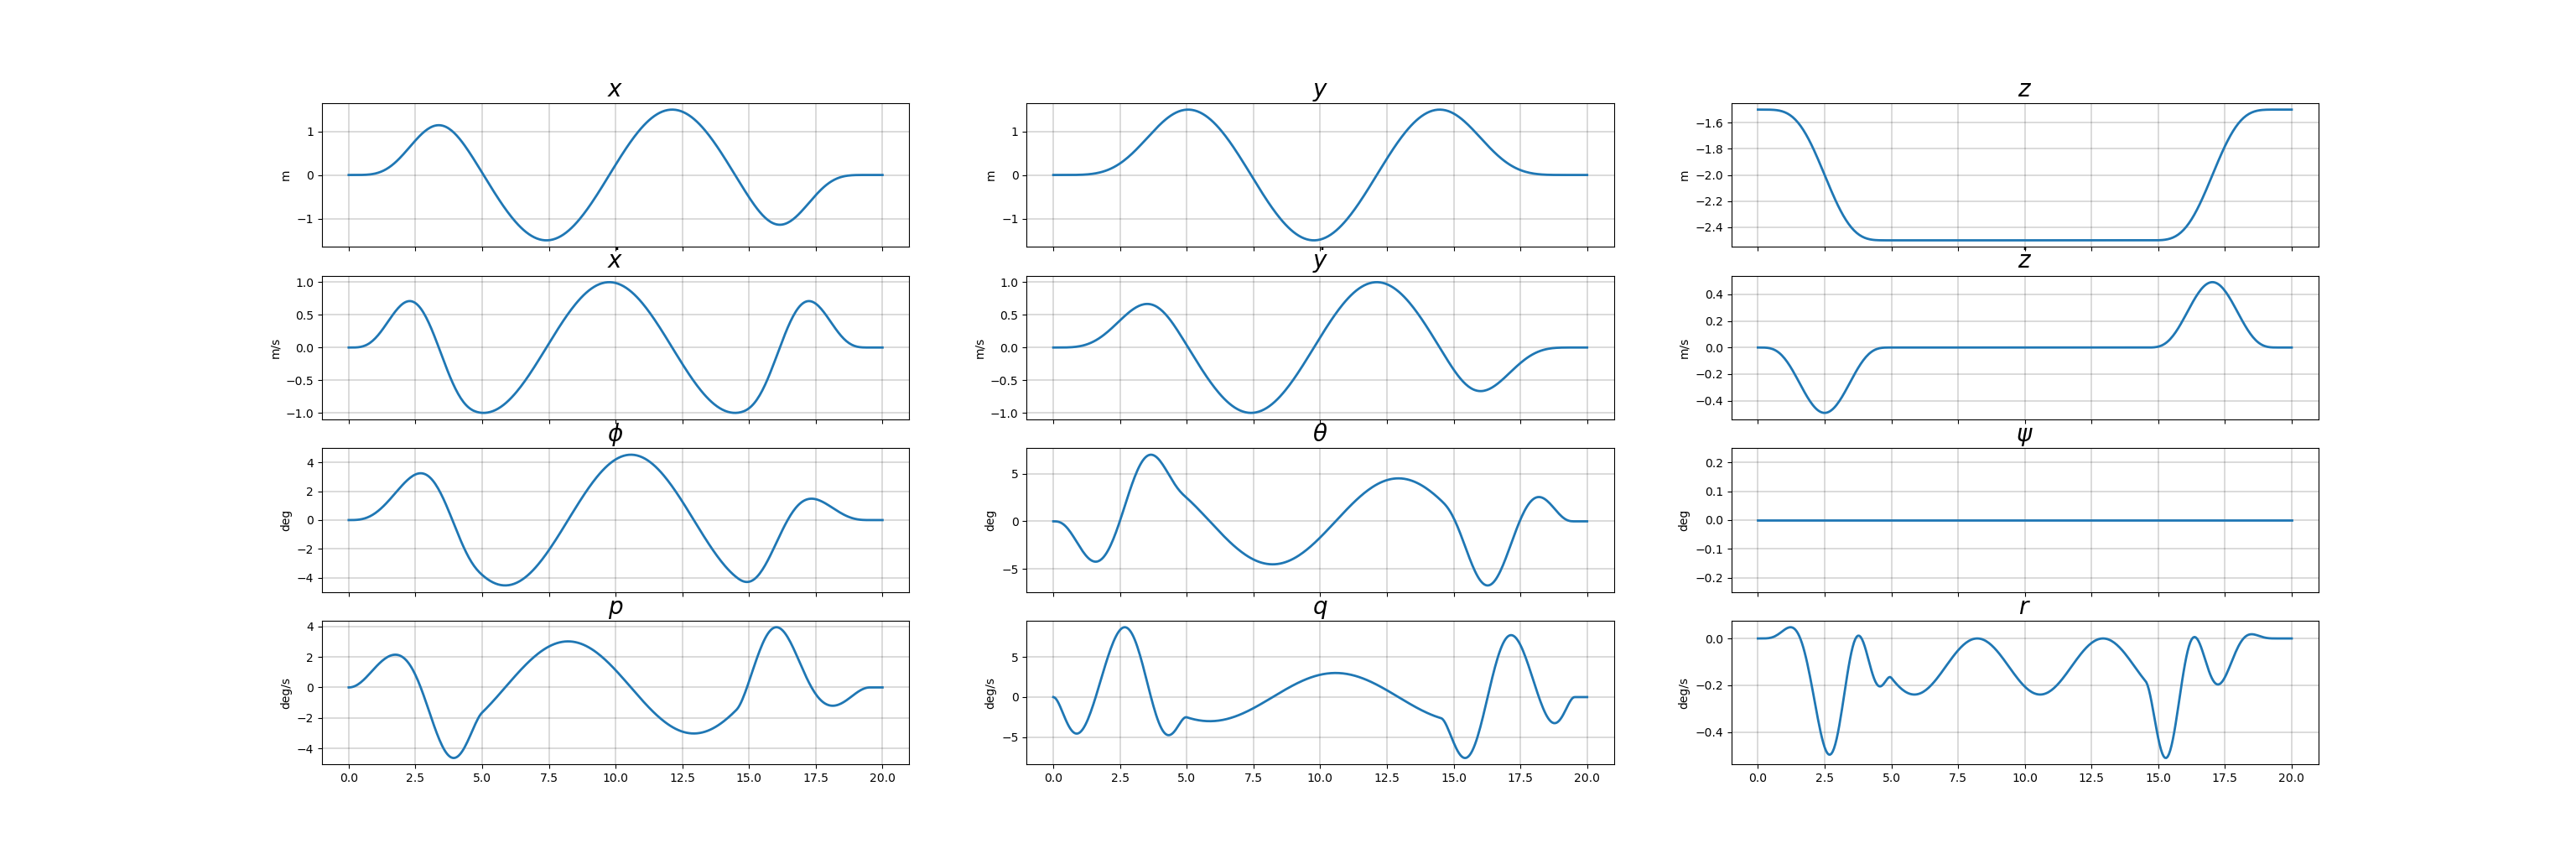 x y z
1 1 −1.6
−1.8
m 0 m 0 m −2.0
−2.2
−1 −1 −2.4
ẋ ẏ ż
1.0 1.0 0.4
0.5 0.5 0.2
m/s 0.0 m/s 0.0 m/s 0.0
−0.5 −0.5 −0.2
−1.0 −1.0 −0.4
ϕ θ ψ
4 5 0.2
2 0.1
deg 0 deg 0 deg 0.0
−2 −0.1
−4 −5 −0.2
p q r
4 5 0.0
2
deg/s 0 deg/s 0 deg/s −0.2
−2
−4 −5 −0.4
0.0 2.5 5.0 7.5 10.0 12.5 15.0 17.5 20.0 0.0 2.5 5.0 7.5 10.0 12.5 15.0 17.5 20.0 0.0 2.5 5.0 7.5 10.0 12.5 15.0 17.5 20.0